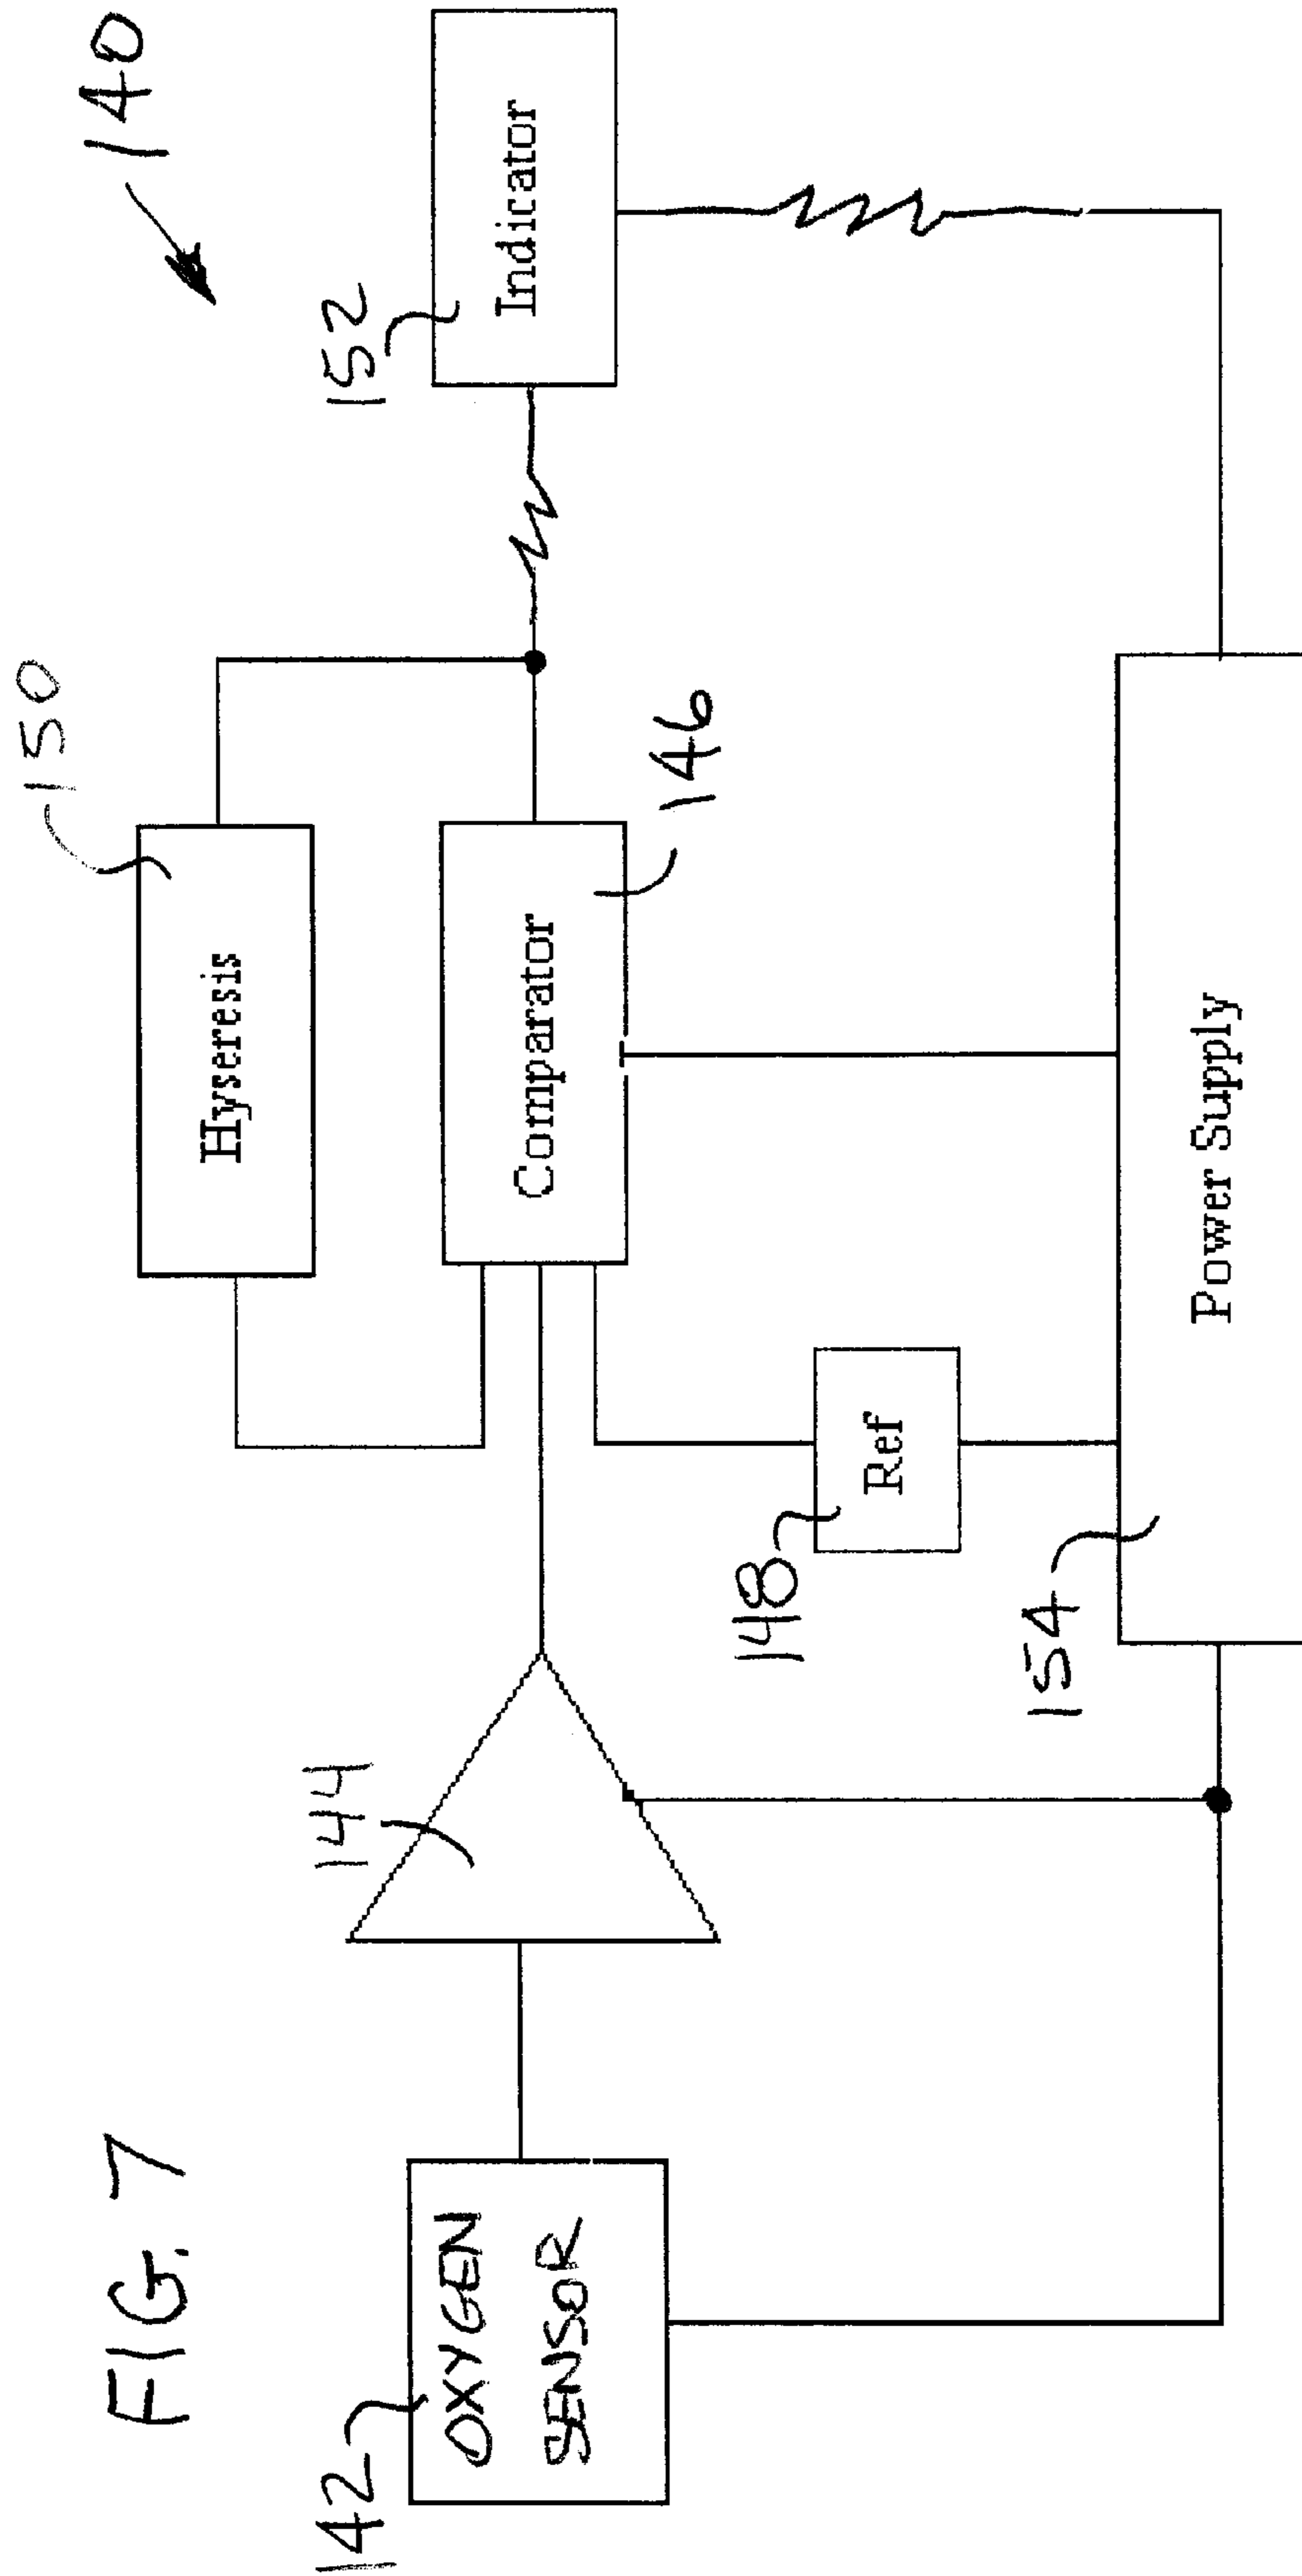 FIG. 7
140
150
Hyseresis
152
Indicator
144
142
OXYGEN
SENSOR
Comparator
146
148
Ref
154
Power Supply